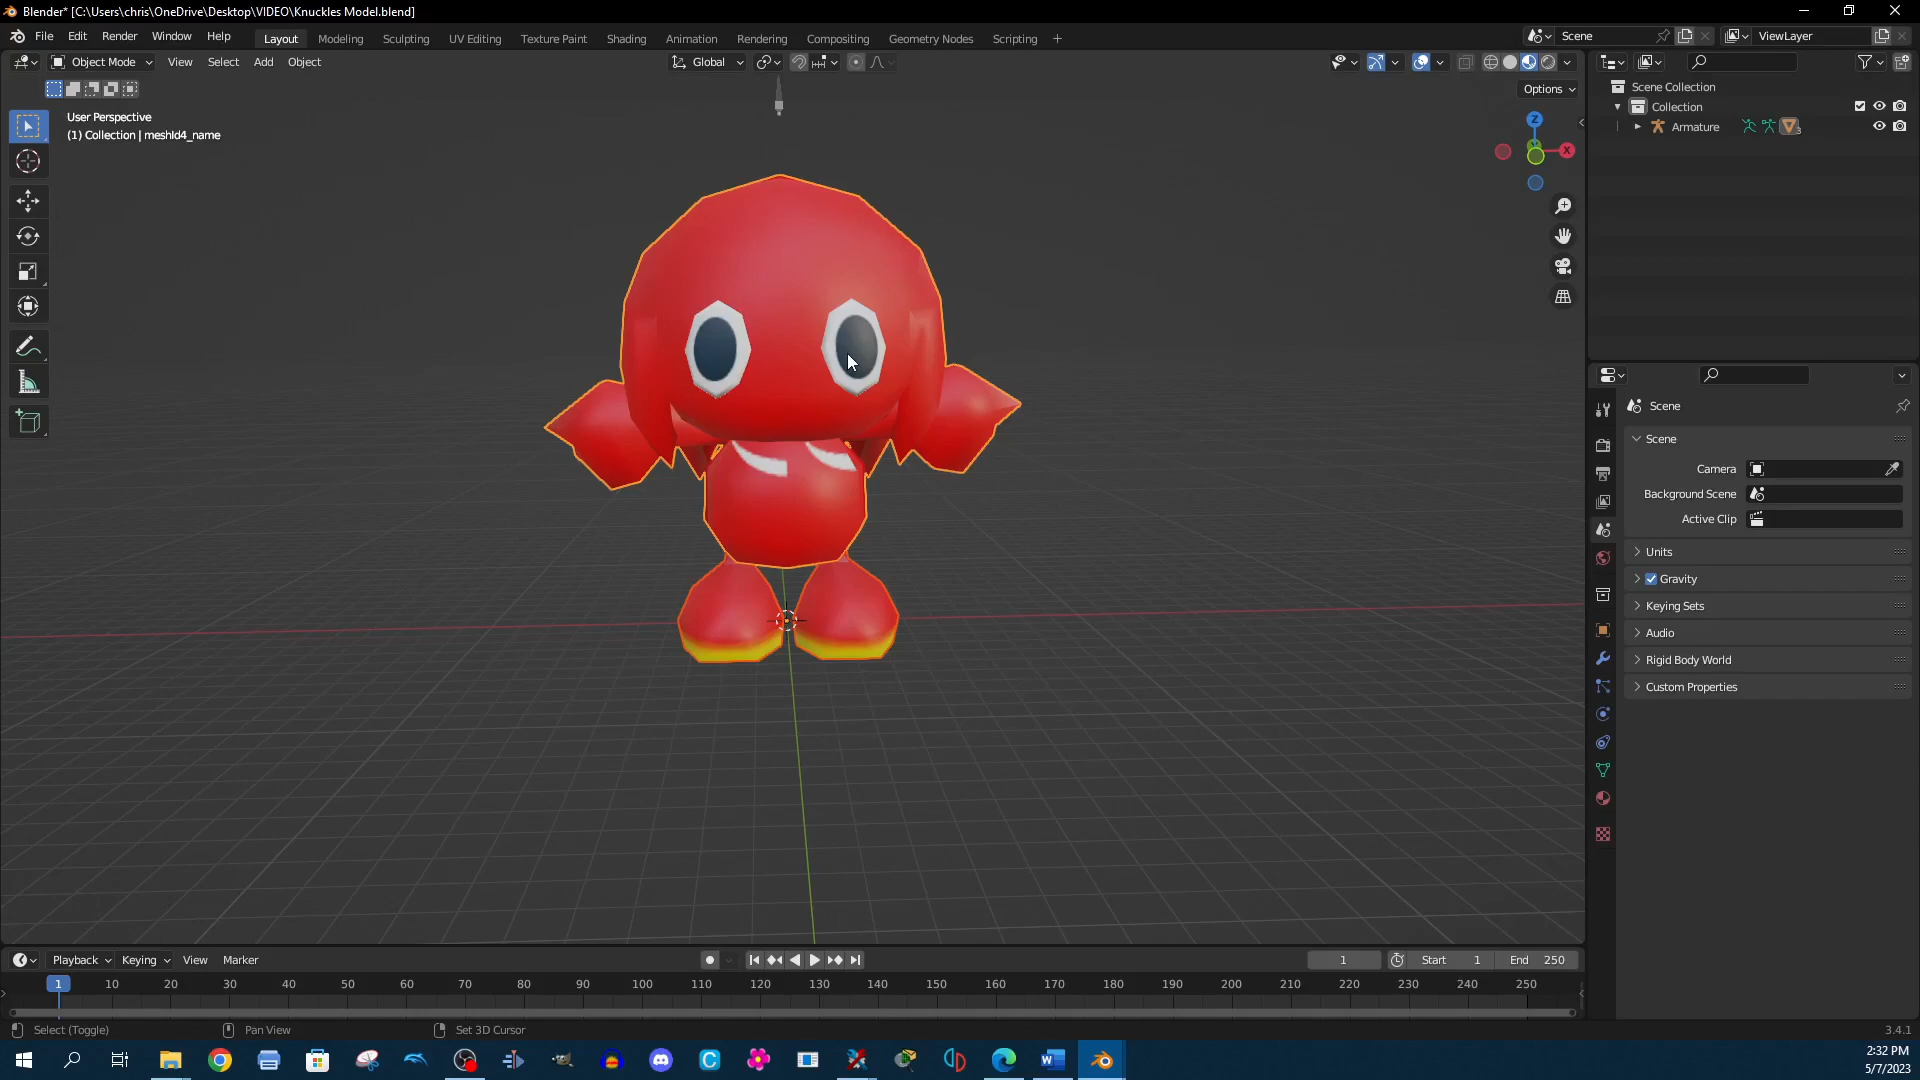 Blender* [C:\Users\chris\OneDrive\Desktop\VIDEO\Knuckles Model.blend]
File Edit Render Window Help Layout Modeling Sculpting UV Editing Texture Paint Shading Animation Rendering Compositing Geometry Nodes Scripting + Scene ViewLayer
Object Mode View Select Add Object Global
Options
User Perspective
(1) Collection | meshId4_name
Z
X
Scene Collection
Collection
Armature
3
Scene
Scene
Camera
Background Scene
Active Clip
Units
Gravity
Keying Sets
Audio
Rigid Body World
Custom Properties
Playback Keying View Marker 1 Start 1 End 250
1 10 20 30 40 50 60 70 80 90 100 110 120 130 140 150 160 170 180 190 200 210 220 230 240 250
Select (Toggle) Pan View Set 3D Cursor 3.4.1
2:32 PM
5/7/2023